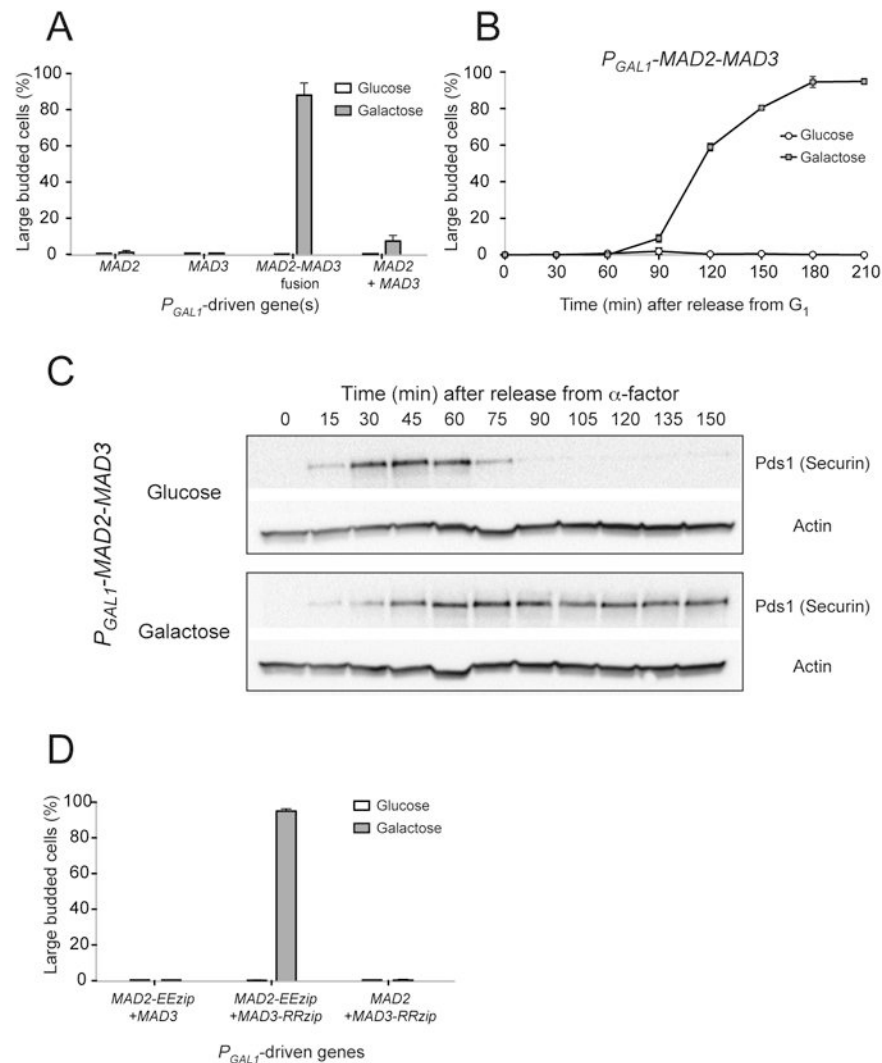 A
Large budded cells (%)
100
80
60
40
20
0
Glucose
Galactose
MAD2
MAD3
MAD2-MAD3
fusion
MAD2
+ MAD3
P_GAL1-driven gene(s)
B
P_GAL1-MAD2-MAD3
Large budded cells (%)
100
80
60
40
20
0
Glucose
Galactose
0 30 60 90 120 150 180 210
Time (min) after release from G₁
C
Time (min) after release from α-factor
0 15 30 45 60 75 90 105 120 135 150
P_GAL1-MAD2-MAD3
Glucose
Pds1 (Securin)
Actin
Galactose
Pds1 (Securin)
Actin
D
Large budded cells (%)
100
80
60
40
20
0
Glucose
Galactose
MAD2-EEzip
+MAD3
MAD2-EEzip
+MAD3-RRzip
MAD2
+MAD3-RRzip
P_GAL1-driven genes